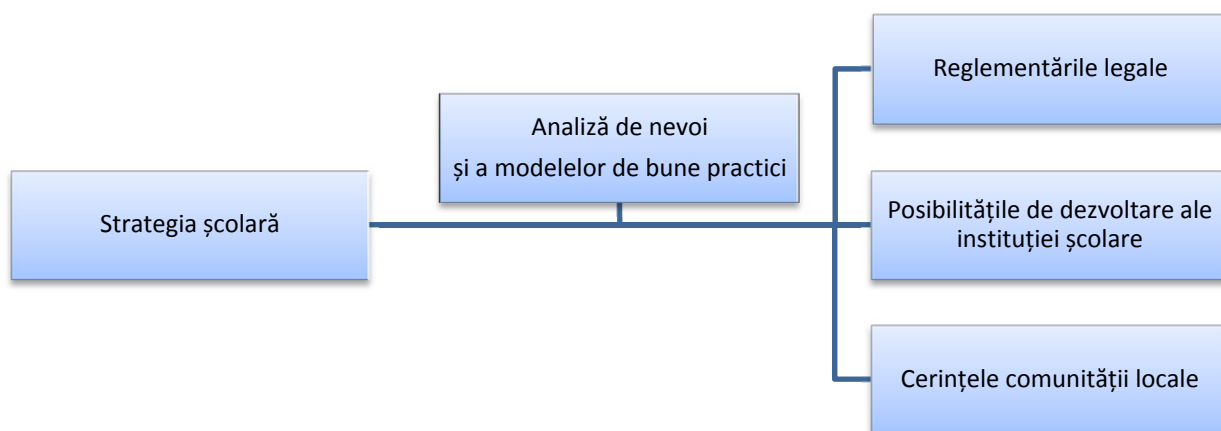 Reglementările legale
Analiză de nevoi
și a modelelor de bune practici
Strategia școlară
Posibilitățile de dezvoltare ale
instituției școlare
Cerințele comunității locale